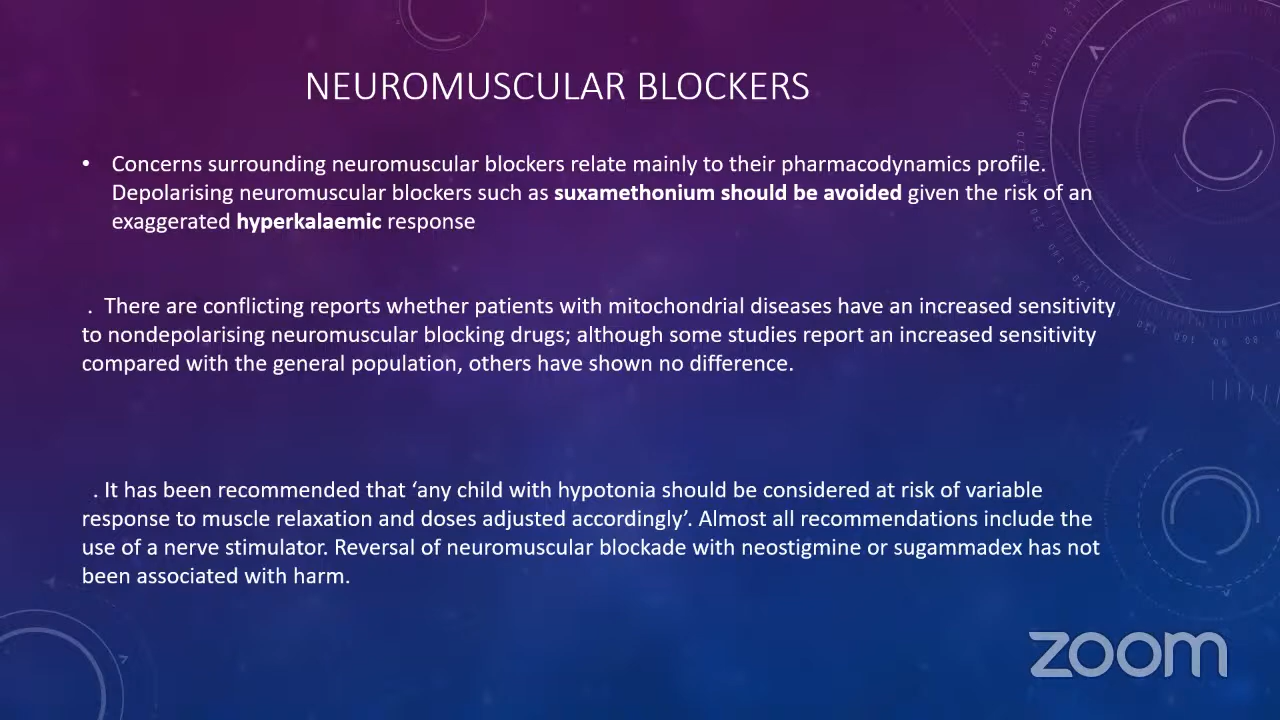 NEUROMUSCULAR BLOCKERS
• Concerns surrounding neuromuscular blockers relate mainly to their pharmacodynamics profile.
Depolarising neuromuscular blockers such as suxamethonium should be avoided given the risk of an
exaggerated hyperkalaemic response
. There are conflicting reports whether patients with mitochondrial diseases have an increased sensitivity
to nondepolarising neuromuscular blocking drugs; although some studies report an increased sensitivity
compared with the general population, others have shown no difference.
. It has been recommended that ‘any child with hypotonia should be considered at risk of variable
response to muscle relaxation and doses adjusted accordingly’. Almost all recommendations include the
use of a nerve stimulator. Reversal of neuromuscular blockade with neostigmine or sugammadex has not
been associated with harm.
zoom